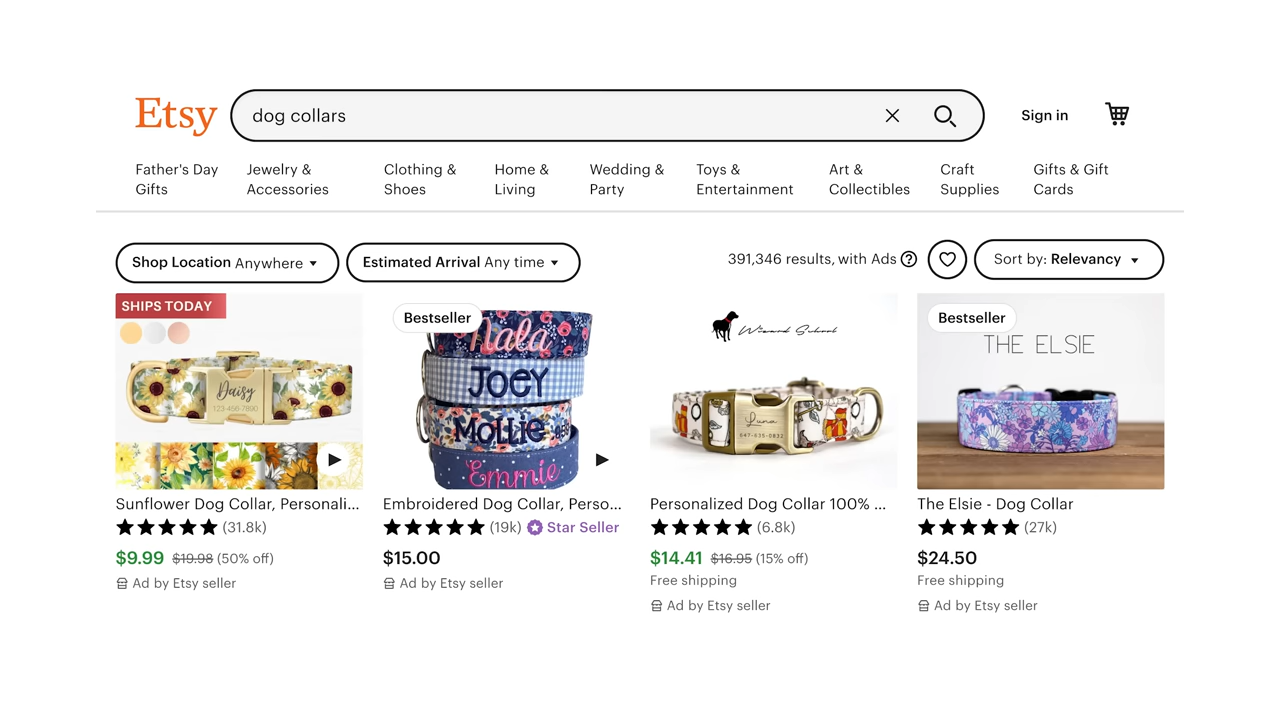 Etsy
dog collars
Sign in
Father's Day Gifts
Jewelry & Accessories
Clothing & Shoes
Home & Living
Wedding & Party
Toys & Entertainment
Art & Collectibles
Craft Supplies
Gifts & Gift Cards
Shop Location Anywhere
Estimated Arrival Any time
391,346 results, with Ads
Sort by: Relevancy
SHIPS TODAY
Daisy
123-456-7890
Sunflower Dog Collar, Personali...
(31.8k)
$9.99 $19.98 (50% off)
Ad by Etsy seller
Bestseller
Nala
JOEY
Mollie
Emmie
Embroidered Dog Collar, Perso...
(19k) Star Seller
$15.00
Ad by Etsy seller
Wizard School
Luna
Personalized Dog Collar 100% ...
(6.8k)
$14.41 $16.95 (15% off)
Free shipping
Ad by Etsy seller
Bestseller
THE ELSIE
The Elsie - Dog Collar
(27k)
$24.50
Free shipping
Ad by Etsy seller